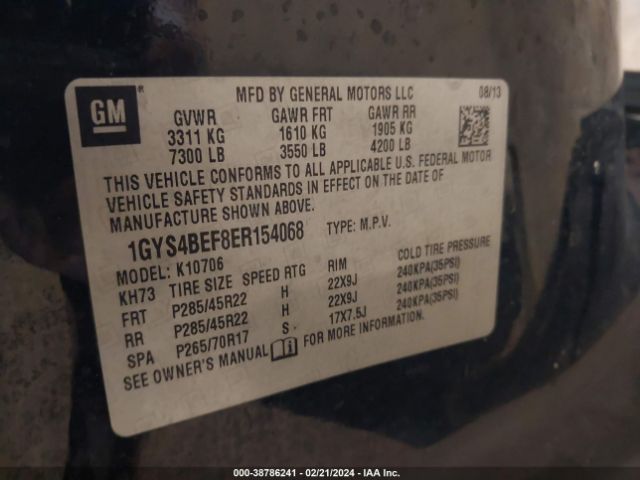 GM
®
MFD BY GENERAL MOTORS LLC 08/13
GVWR GAWR FRT GAWR RR
3311 KG 1610 KG 1905 KG
7300 LB 3550 LB 4200 LB
THIS VEHICLE CONFORMS TO ALL APPLICABLE U.S. FEDERAL MOTOR
VEHICLE SAFETY STANDARDS IN EFFECT ON THE DATE OF
MANUFACTURE SHOWN ABOVE.
1GYS4BEF8ER154068 TYPE: M.P.V.
MODEL: K10706
KH73 TIRE SIZE SPEED RTG RIM COLD TIRE PRESSURE
FRT P285/45R22 H 22X9J 240KPA(35PSI)
RR P285/45R22 H 22X9J 240KPA(35PSI)
SPA P265/70R17 S 17X7.5J 240KPA(35PSI)
SEE OWNER'S MANUAL FOR MORE INFORMATION.
000-38786241 - 02/21/2024 - IAA Inc.